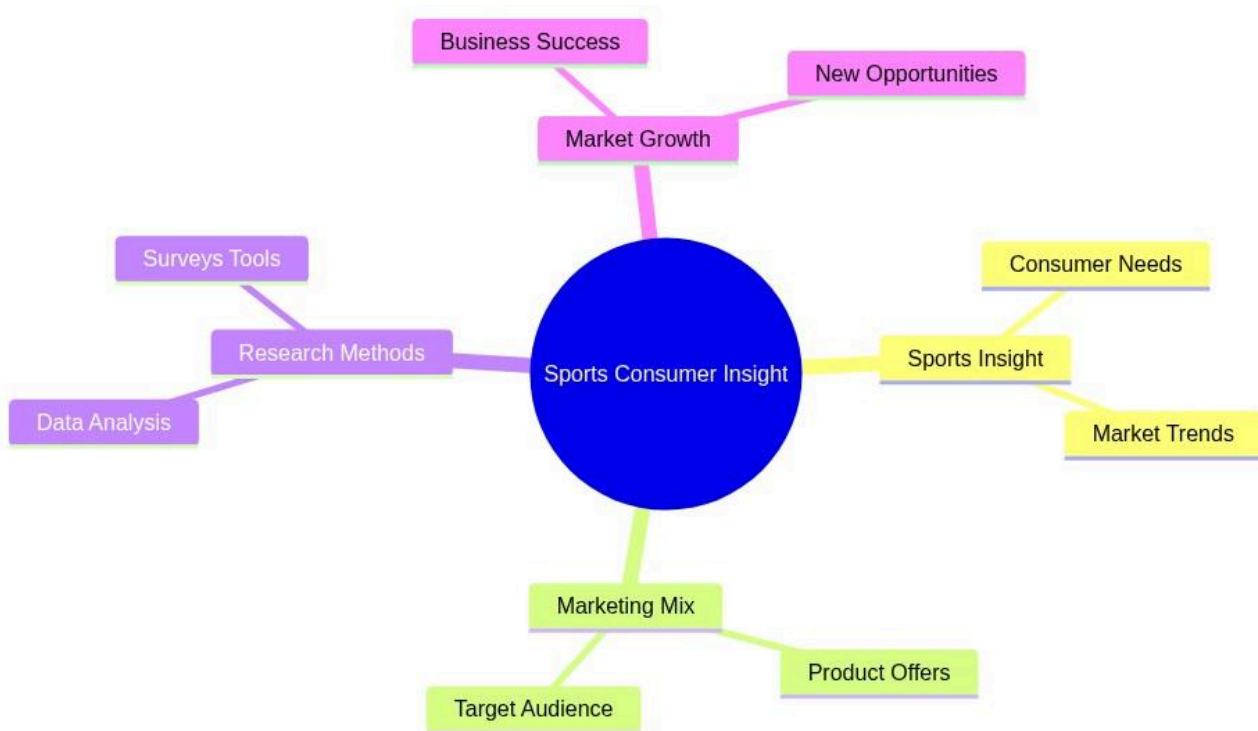 Business Success
New Opportunities
Market Growth
Surveys Tools
Consumer Needs
Research Methods
Sports Consumer Insight
Sports Insight
Data Analysis
Market Trends
Marketing Mix
Product Offers
Target Audience